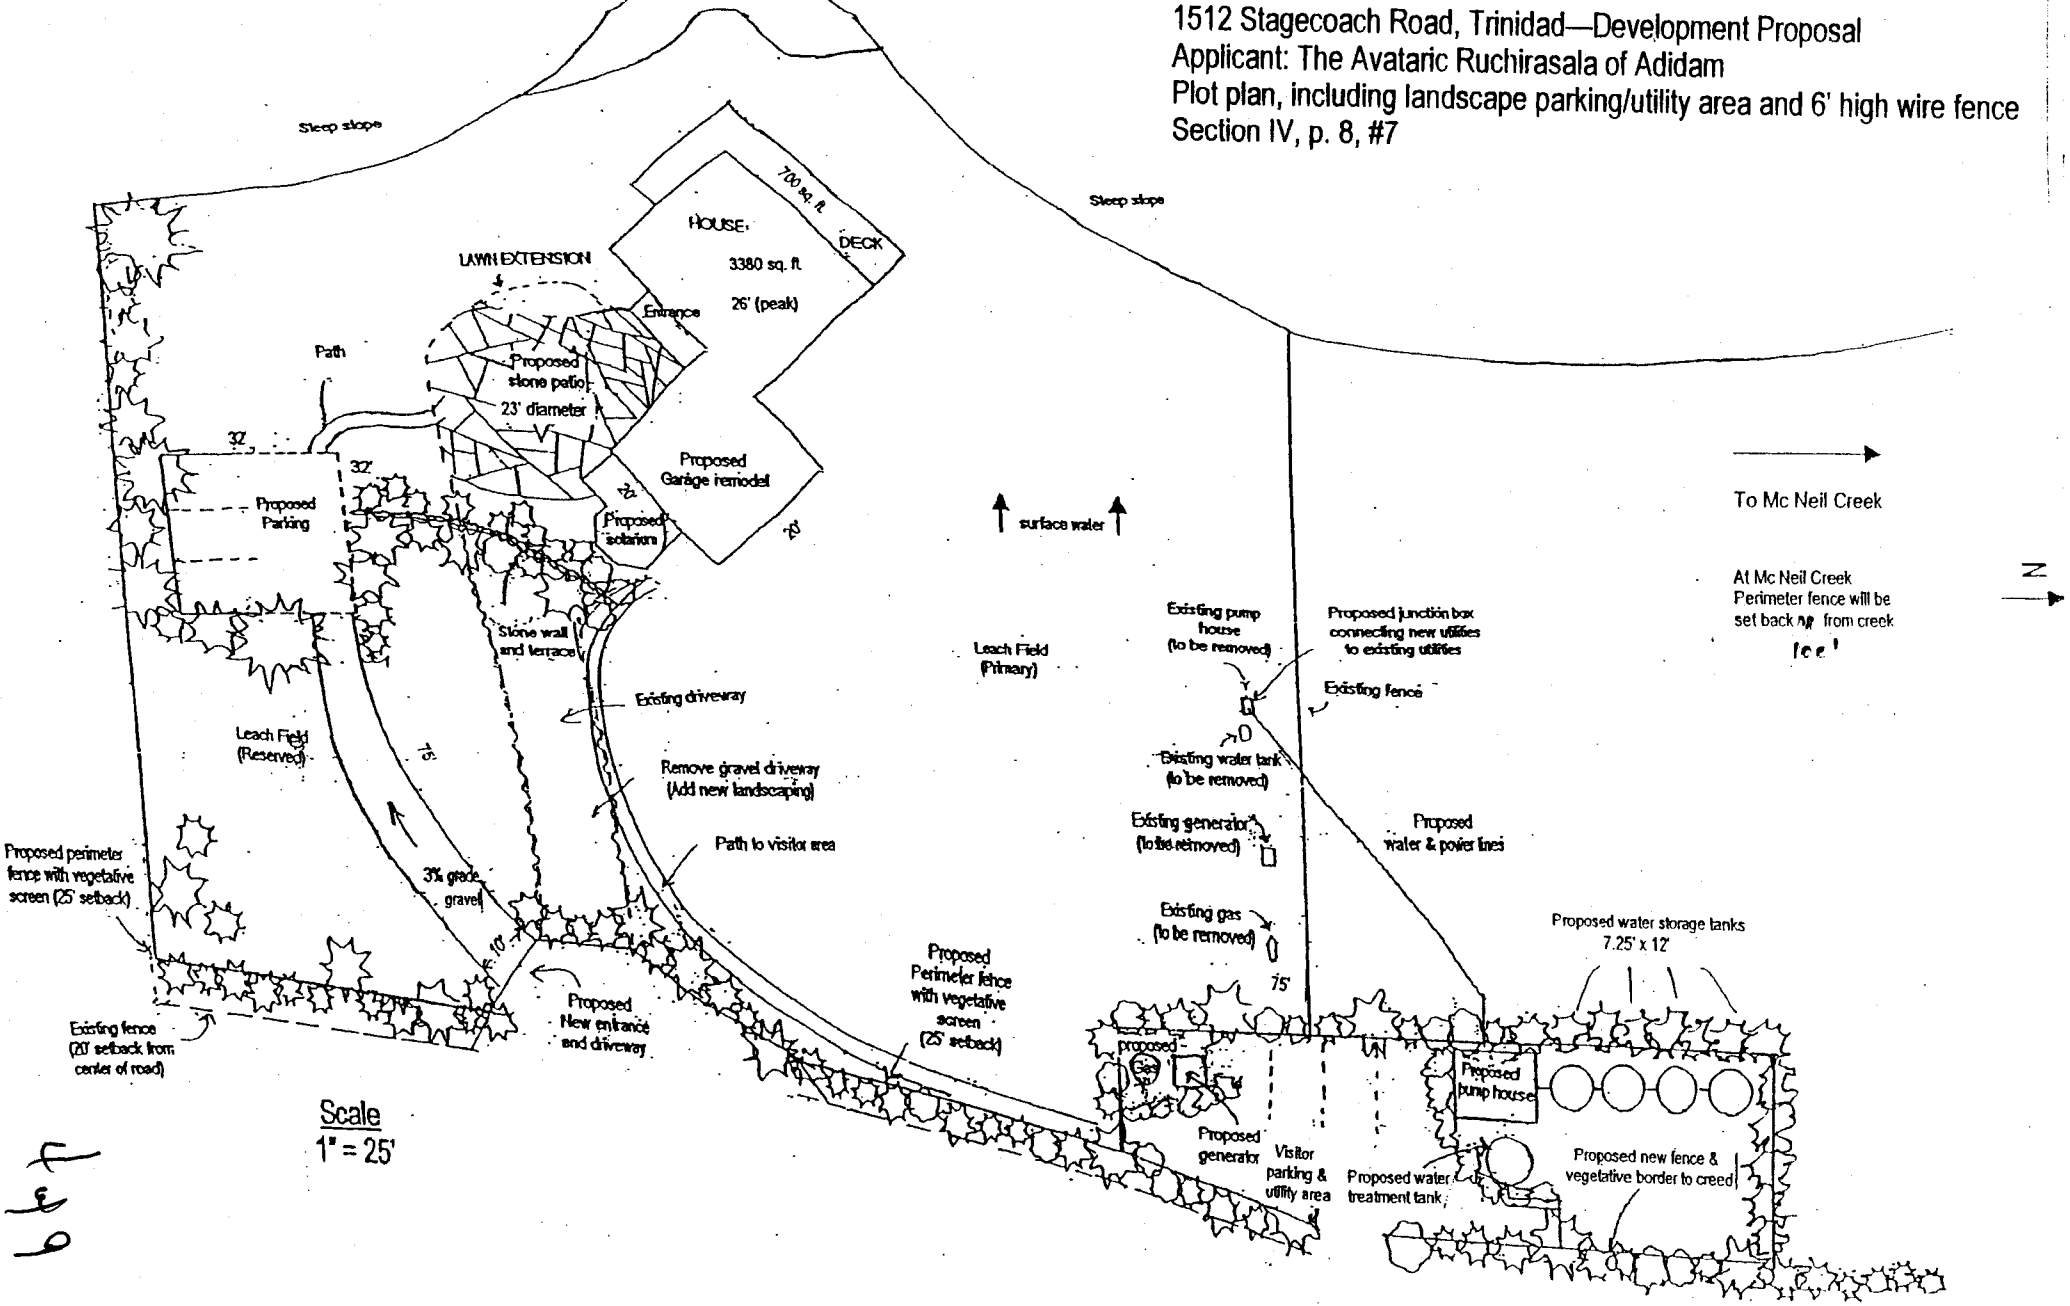 1512 Stagecoach Road, Trinidad—Development Proposal
Applicant: The Avataric Ruchirasala of Adidam
Plot plan, including landscape parking/utility area and 6' high wire fence
Section IV, p. 8, #7
Steep slope
Steep slope
700 sq. ft
DECK
HOUSE:
3380 sq. ft
26' (peak)
LAWN EXTENSION
Entrance
Path
Proposed
stone patio
23' diameter
32'
32'
Proposed
Parking
Proposed
Garage remodel
20'
20'
Proposed
solarium
surface water
To Mc Neil Creek
At Mc Neil Creek
Perimeter fence will be
set back from creek
100'
N
Stone wall
and terrace
Existing pump
house
(to be removed)
Proposed junction box
connecting new utilities
to existing utilities
Leach Field
(Primary)
Existing fence
Existing driveway
Leach Field
(Reserved)
75'
Existing water tank
(to be removed)
Remove gravel driveway
(Add new landscaping)
Path to visitor area
Existing generator
(to be removed)
Proposed
water & power lines
Proposed perimeter
fence with vegetative
screen (25' setback)
3% grade
gravel
10'
Existing gas
(to be removed)
75'
Proposed water storage tanks
7.25' x 12'
Proposed
Perimeter fence
with vegetative
screen
(25' setback)
Proposed
New entrance
and driveway
Existing fence
(20' setback from
center of road)
proposed
Gas
Proposed
pump house
Proposed
generator
Visitor
parking &
utility area
Proposed water
treatment tank
Proposed new fence &
vegetative border to creed
Scale
1" = 25'